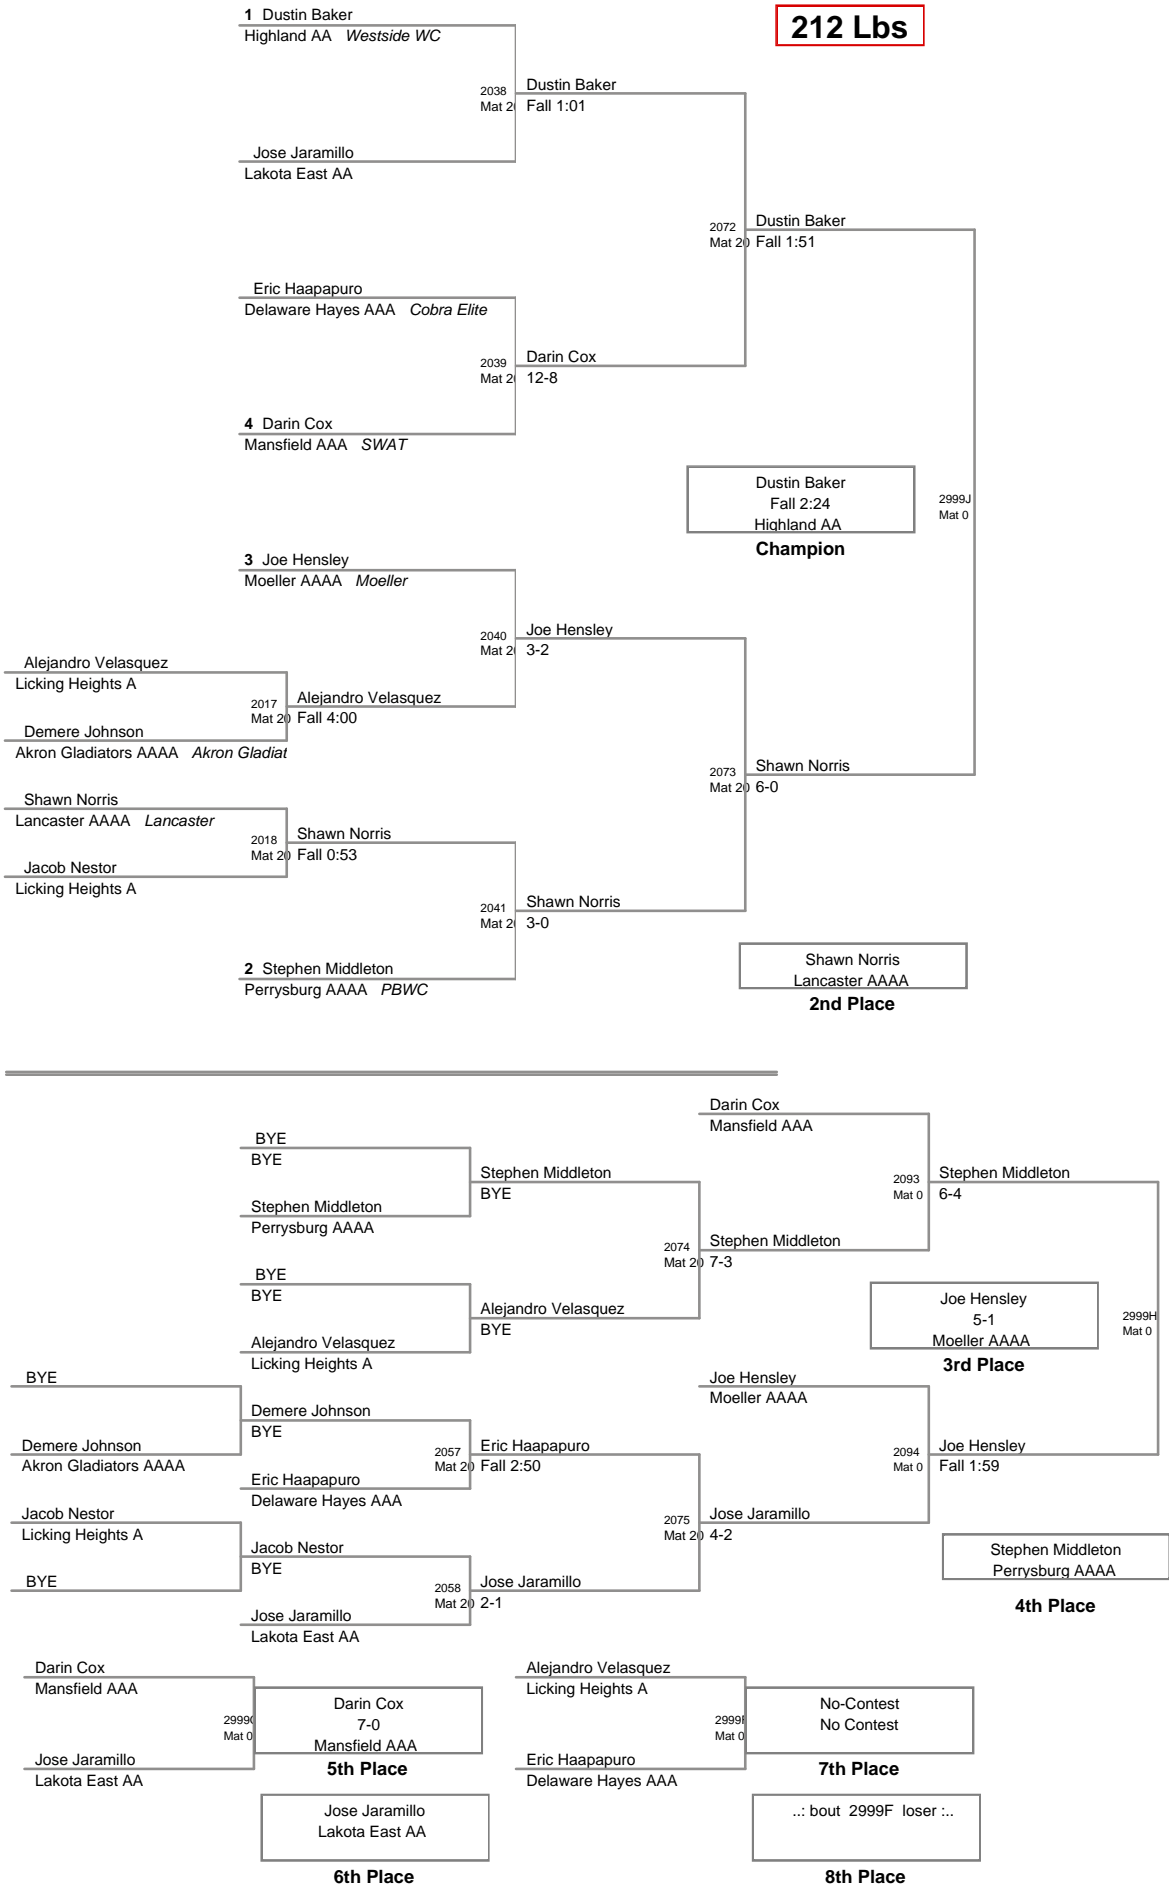 1 Dustin Baker
Highland AA Westside WC
212 Lbs
2038
Mat 20
Dustin Baker
Fall 1:01
Jose Jaramillo
Lakota East AA
2072
Mat 20
Dustin Baker
Fall 1:51
Eric Haapapuro
Delaware Hayes AAA Cobra Elite
2039
Mat 20
Darin Cox
12-8
4 Darin Cox
Mansfield AAA SWAT
Dustin Baker
Fall 2:24
Highland AA
Champion
2999J
Mat 0
3 Joe Hensley
Moeller AAAA Moeller
2040
Mat 20
Joe Hensley
3-2
Alejandro Velasquez
Licking Heights A
2017
Mat 20
Alejandro Velasquez
Fall 4:00
Demere Johnson
Akron Gladiators AAAA Akron Gladiat
2073
Mat 20
Shawn Norris
6-0
Shawn Norris
Lancaster AAAA Lancaster
2018
Mat 20
Shawn Norris
Fall 0:53
Jacob Nestor
Licking Heights A
2041
Mat 20
Shawn Norris
3-0
2 Stephen Middleton
Perrysburg AAAA PBWC
Shawn Norris
Lancaster AAAA
2nd Place
Darin Cox
Mansfield AAA
BYE
BYE
Stephen Middleton
BYE
2093
Mat 0
Stephen Middleton
6-4
Stephen Middleton
Perrysburg AAAA
2074
Mat 20
Stephen Middleton
7-3
BYE
BYE
Alejandro Velasquez
BYE
Joe Hensley
5-1
Moeller AAAA
3rd Place
2999H
Mat 0
Alejandro Velasquez
Licking Heights A
BYE
Joe Hensley
Moeller AAAA
Demere Johnson
BYE
Demere Johnson
Akron Gladiators AAAA
2057
Mat 20
Eric Haapapuro
Fall 2:50
2094
Mat 0
Joe Hensley
Fall 1:59
Eric Haapapuro
Delaware Hayes AAA
Jacob Nestor
Licking Heights A
2075
Mat 20
Jose Jaramillo
4-2
Jacob Nestor
BYE
Stephen Middleton
Perrysburg AAAA
4th Place
BYE
2058
Mat 20
Jose Jaramillo
2-1
Jose Jaramillo
Lakota East AA
Darin Cox
Mansfield AAA
2999G
Mat 0
Darin Cox
7-0
Mansfield AAA
5th Place
Jose Jaramillo
Lakota East AA
Jose Jaramillo
Lakota East AA
6th Place
Alejandro Velasquez
Licking Heights A
2999F
Mat 0
No-Contest
No Contest
7th Place
Eric Haapapuro
Delaware Hayes AAA
..: bout 2999F loser :..
8th Place